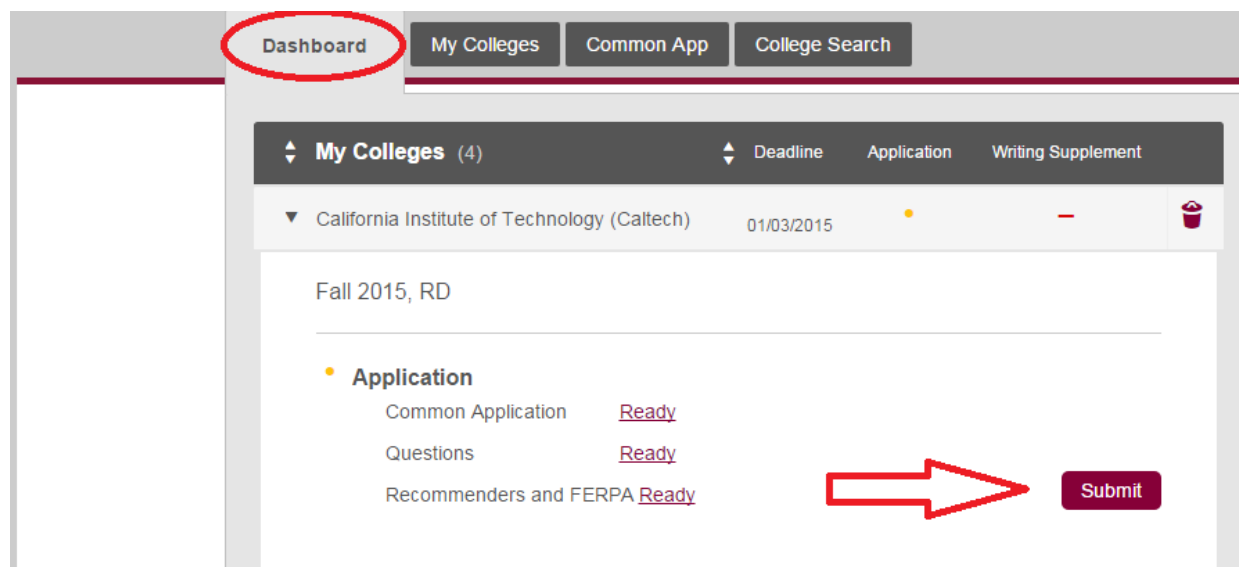 Dashboard My Colleges Common App College Search
My Colleges (4) Deadline Application Writing Supplement
California Institute of Technology (Caltech) 01/03/2015
Fall 2015, RD
Application
Common Application Ready
Questions Ready
Recommenders and FERPA Ready
Submit